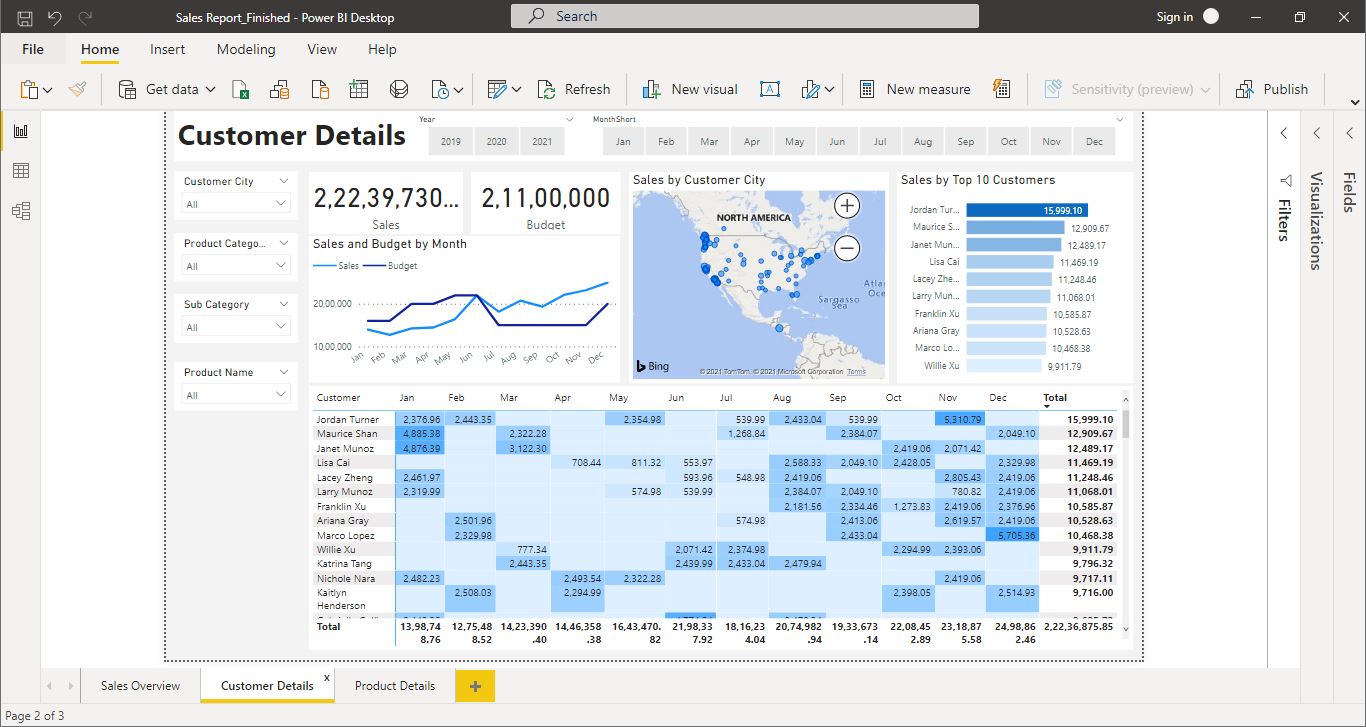 Sales Report_Finished - Power BI Desktop
Search
Sign in
File Home Insert Modeling View Help
Get data Refresh New visual New measure Sensitivity (preview) Publish
Customer Details
Year
2019 2020 2021
MonthShort
Jan Feb Mar Apr May Jun Jul Aug Sep Oct Nov Dec
Customer City
All
Product Catego...
All
Sub Category
All
Product Name
All
2,22,39,730...
Sales
2,11,00,000
Budget
Sales and Budget by Month
Sales Budget
20,00,000
10,00,000
Jan Feb Mar Apr May Jun Jul Aug Sep Oct Nov Dec
Sales by Customer City
NORTH AMERICA
Atlan
Oce
Sargasso
Sea
Bing
© 2021 TomTom, © 2021 Microsoft Corporation Terms
Sales by Top 10 Customers
Jordan Tur... 15,999.10
Maurice S... 12,909.67
Janet Mun... 12,489.17
Lisa Cai 11,469.19
Lacey Zhe... 11,248.46
Larry Mun... 11,068.01
Franklin Xu 10,585.87
Ariana Gray 10,528.63
Marco Lo... 10,468.38
Willie Xu 9,911.79
Customer Jan Feb Mar Apr May Jun Jul Aug Sep Oct Nov Dec Total
Jordan Turner 2,376.96 2,443.35 2,354.98 539.99 2,433.04 539.99 5,310.79 15,999.10
Maurice Shan 4,885.38 2,322.28 1,268.84 2,384.07 2,049.10 12,909.67
Janet Munoz 4,876.39 3,122.30 2,419.06 2,071.42 12,489.17
Lisa Cai 708.44 811.32 553.97 2,588.33 2,049.10 2,428.05 2,329.98 11,469.19
Lacey Zheng 2,461.97 593.96 548.98 2,419.06 2,805.43 2,419.06 11,248.46
Larry Munoz 2,319.99 574.98 539.99 2,384.07 2,049.10 780.82 2,419.06 11,068.01
Franklin Xu 2,181.56 2,334.46 1,273.83 2,419.06 2,376.96 10,585.87
Ariana Gray 2,501.96 574.98 2,413.06 2,619.57 2,419.06 10,528.63
Marco Lopez 2,329.98 2,433.04 5,705.36 10,468.38
Willie Xu 777.34 2,071.42 2,374.98 2,294.99 2,393.06 9,911.79
Katrina Tang 2,443.35 2,439.99 2,433.04 2,479.94 9,796.32
Nichole Nara 2,482.23 2,493.54 2,322.28 2,419.06 9,717.11
Kaitlyn 2,508.03 2,294.99 2,398.05 2,514.93 9,716.00
Henderson
Total 13,98,74 12,75,48 14,23,390 14,46,358 16,43,470. 21,98,33 18,16,23 20,74,982 19,33,673 22,08,45 23,18,87 24,98,86 2,22,36,875.85
8.76 8.52 .40 .38 82 7.92 4.04 .94 .14 2.89 5.58 2.46
Filters
Visualizations
Fields
Sales Overview Customer Details x Product Details +
Page 2 of 3